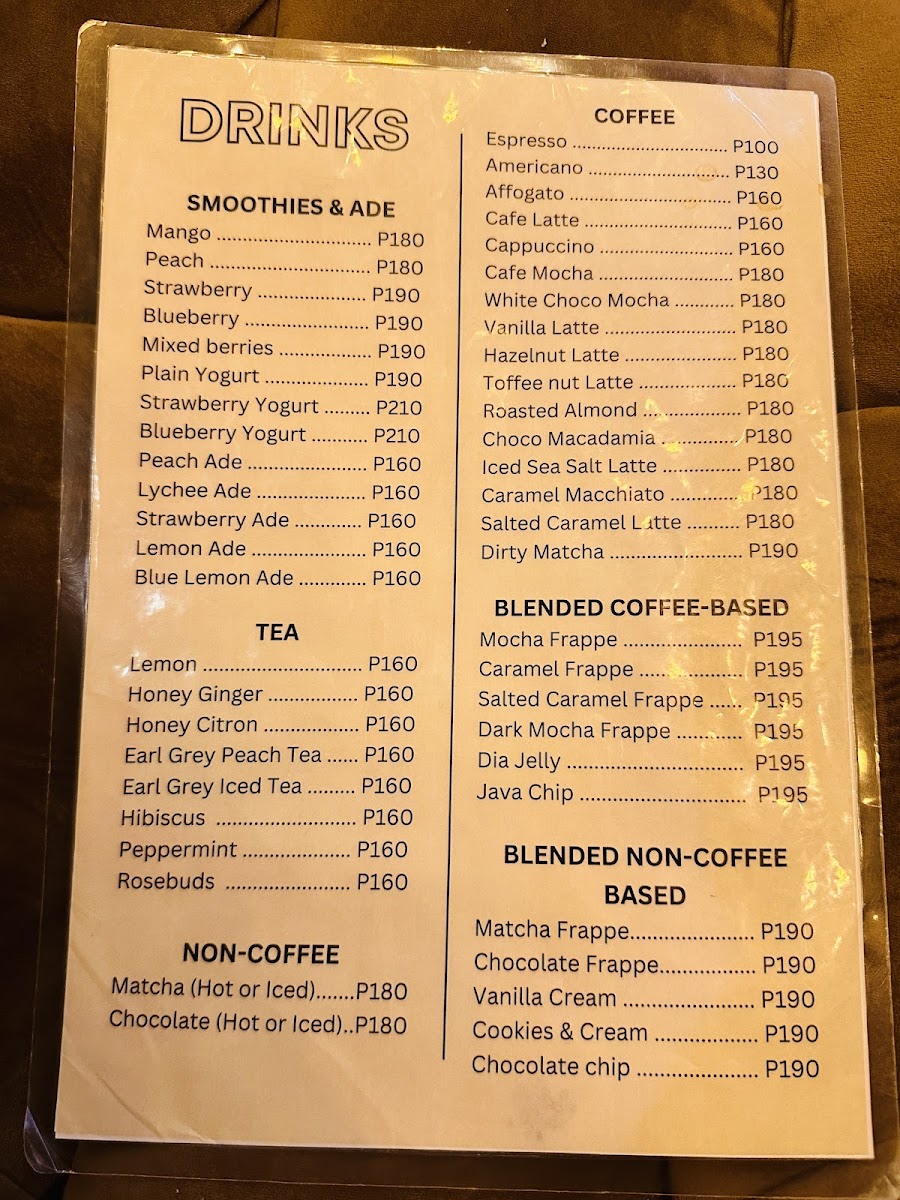 DRINKS
SMOOTHIES & ADE
Mango ............................ P180
Peach ............................. P180
Strawberry .................... P190
Blueberry ....................... P190
Mixed berries ................. P190
Plain Yogurt ................... P190
Strawberry Yogurt ......... P210
Blueberry Yogurt ........... P210
Peach Ade ...................... P160
Lychee Ade .................... P160
Strawberry Ade ............ P160
Lemon Ade ..................... P160
Blue Lemon Ade ............ P160
TEA
Lemon ............................. P160
Honey Ginger ................. P160
Honey Citron .................. P160
Earl Grey Peach Tea ...... P160
Earl Grey Iced Tea ......... P160
Hibiscus .......................... P160
Peppermint .................... P160
Rosebuds ....................... P160
NON-COFFEE
Matcha (Hot or Iced).......P180
Chocolate (Hot or Iced)..P180
COFFEE
Espresso ............................. P100
Americano .......................... P130
Affogato .............................. P160
Cafe Latte ........................... P160
Cappuccino ........................ P160
Cafe Mocha ........................ P180
White Choco Mocha ........... P180
Vanilla Latte ........................ P180
Hazelnut Latte .................... P180
Toffee nut Latte .................. P180
Roasted Almond .................. P180
Choco Macadamia .............. P180
Iced Sea Salt Latte .............. P180
Caramel Macchiato ............ P180
Salted Caramel Latte .......... P180
Dirty Matcha ........................ P190
BLENDED COFFEE-BASED
Mocha Frappe ...................... P195
Caramel Frappe ................... P195
Salted Caramel Frappe ...... P195
Dark Mocha Frappe ............ P195
Dia Jelly ................................ P195
Java Chip .............................. P195
BLENDED NON-COFFEE
BASED
Matcha Frappe....................... P190
Chocolate Frappe.................. P190
Vanilla Cream ........................ P190
Cookies & Cream ................... P190
Chocolate chip ...................... P190